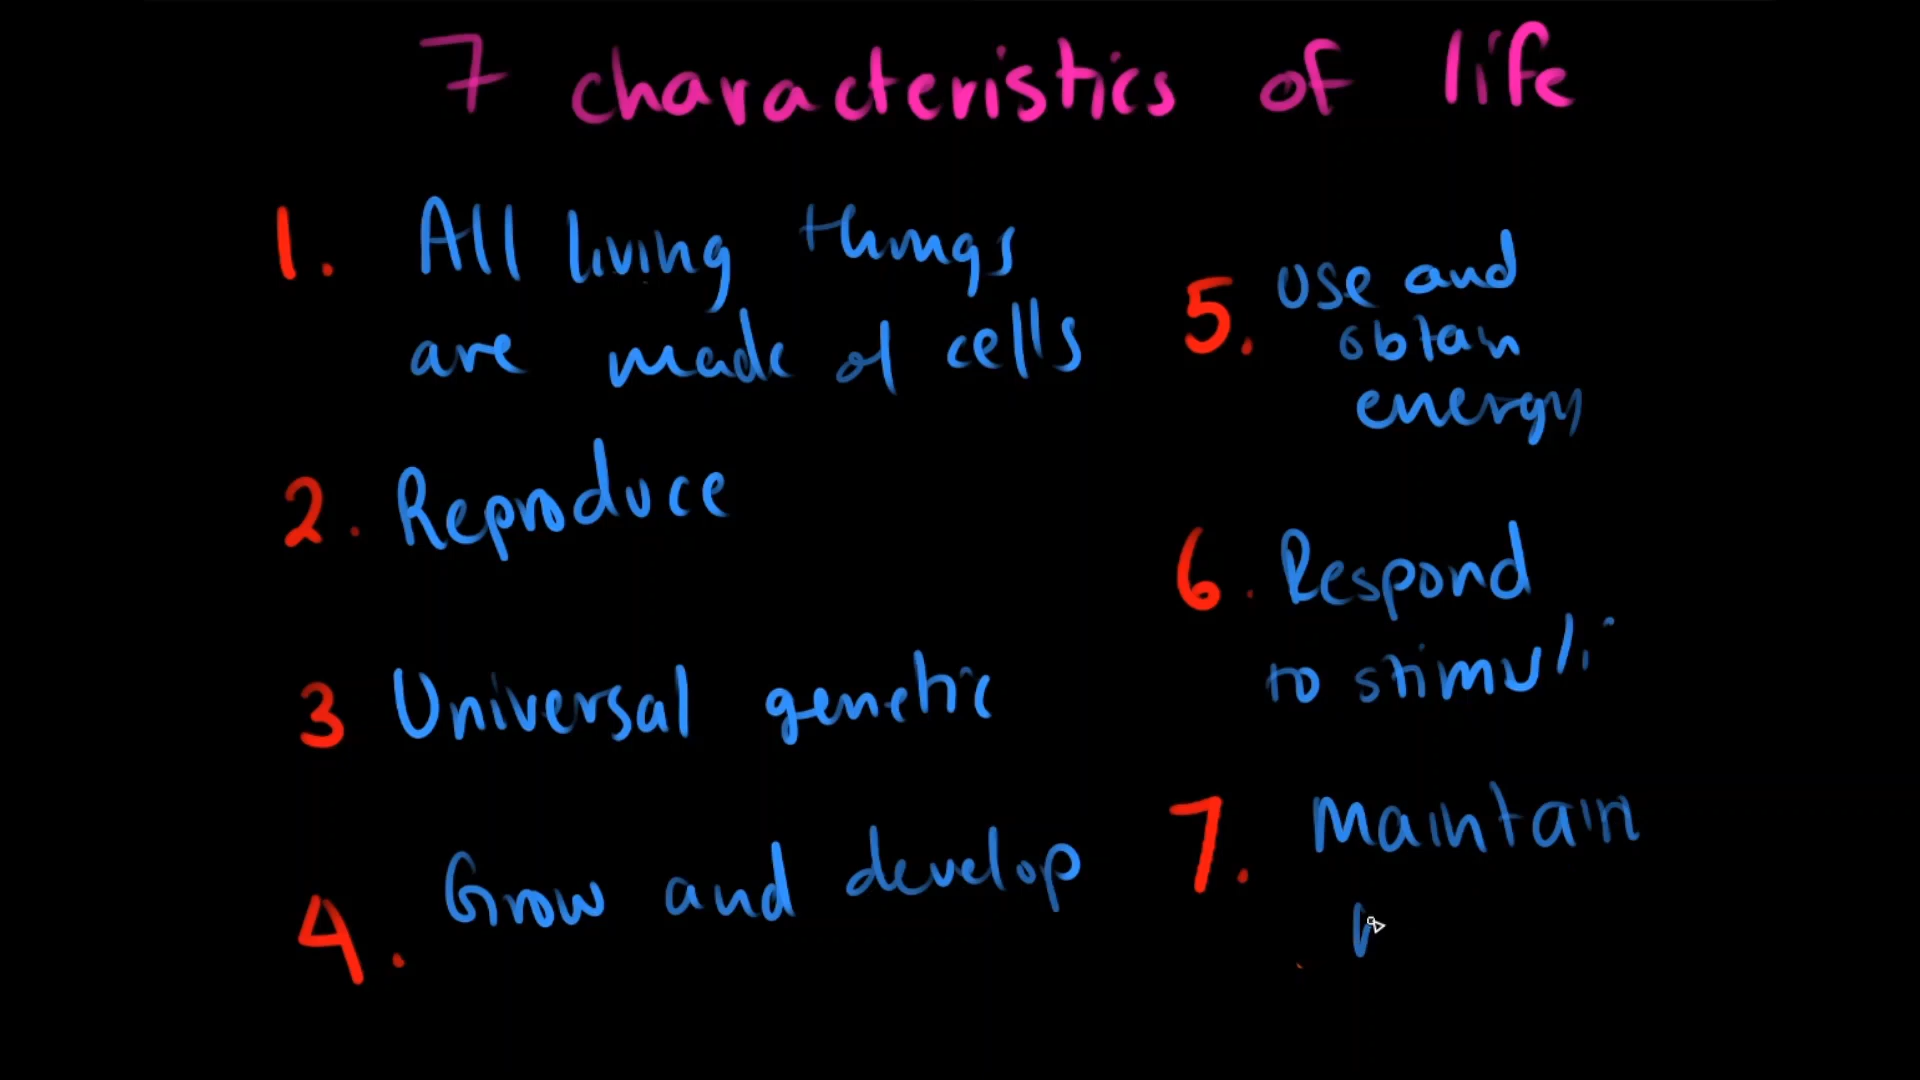 7 characteristics of life
1. All living things
are made of cells
2. Reproduce
3 Universal genetic
4. Grow and develop
5. Use and
obtain
energy
6. Respond
to stimuli
7. Maintain